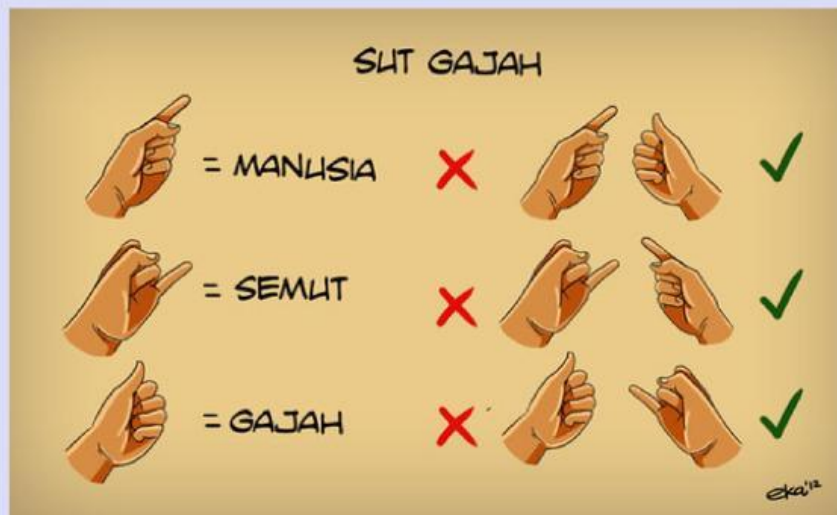 SUT GAJAH
= MANUSIA
= SEMUT
= GAJAH
eka'12